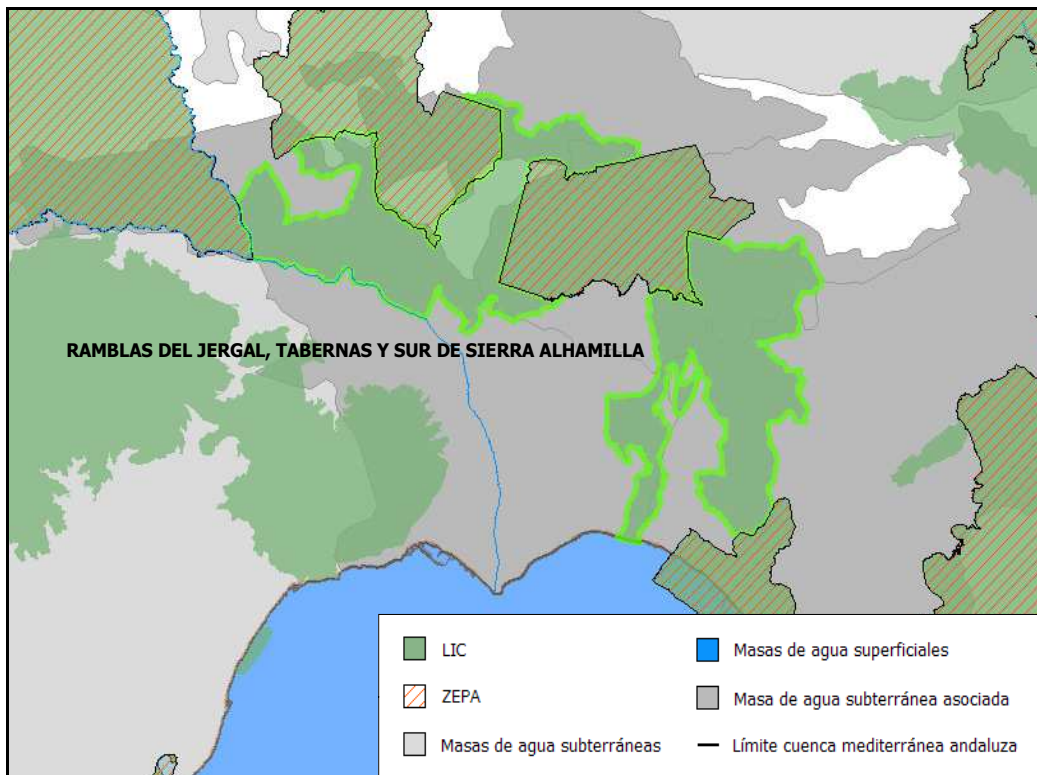 RAMBLAS DEL JERGAL, TABERNAS Y SUR DE SIERRA ALHAMILLA
LIC
ZEPA
Masas de agua subterráneas
Masas de agua superficiales
Masa de agua subterránea asociada
Límite cuenca mediterránea andaluza